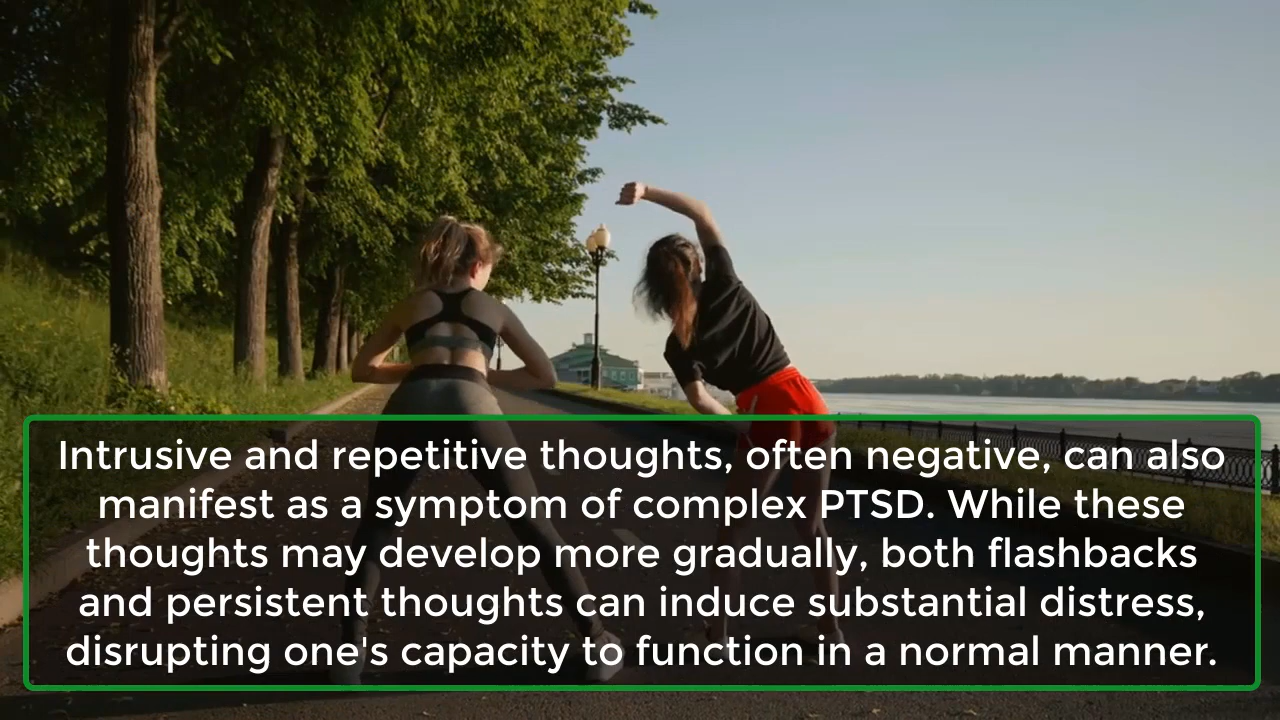 Intrusive and repetitive thoughts, often negative, can also
manifest as a symptom of complex PTSD. While these
thoughts may develop more gradually, both flashbacks
and persistent thoughts can induce substantial distress,
disrupting one's capacity to function in a normal manner.